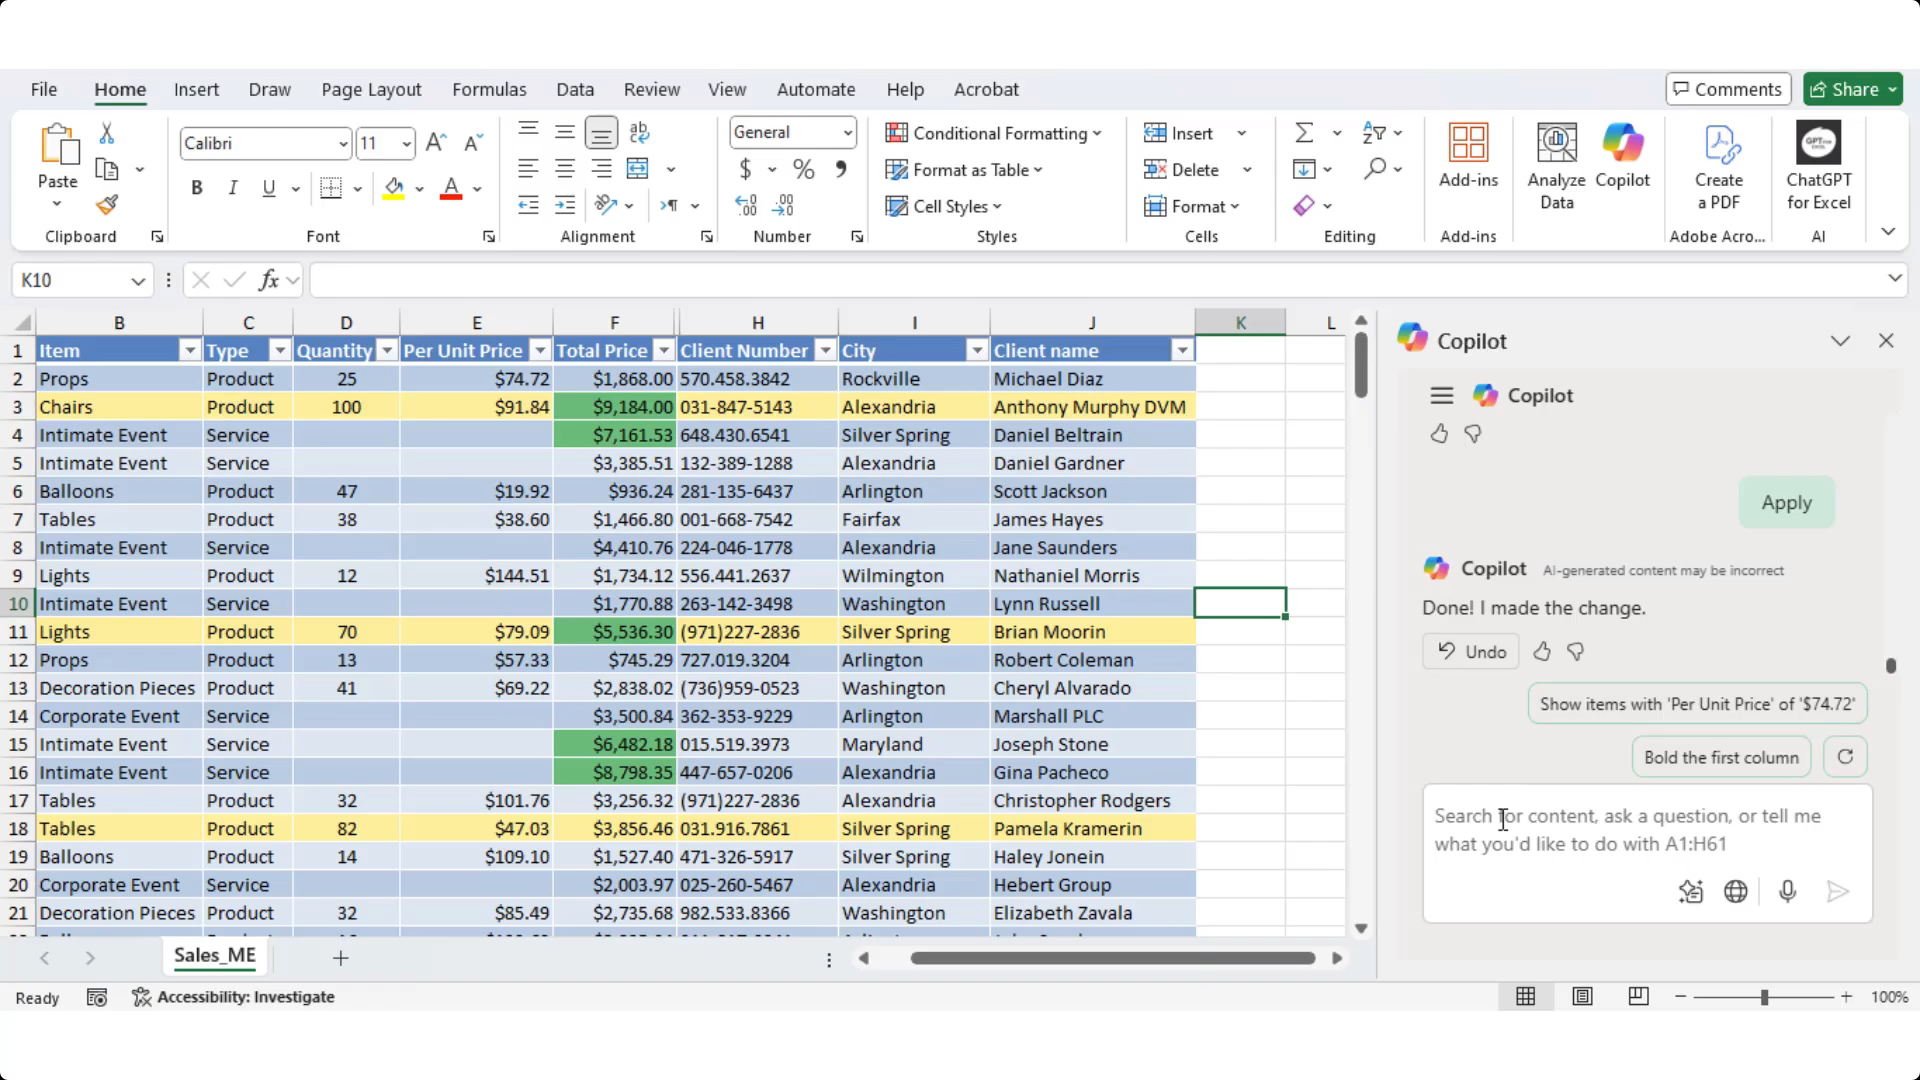 File Home Insert Draw Page Layout Formulas Data Review View Automate Help Acrobat Comments Share
Paste
Clipboard
Calibri 11
B I U A
Font
ab
Alignment
General
$ % ,
Number
Conditional Formatting
Format as Table
Cell Styles
Styles
Insert
Delete
Format
Cells
Editing
Add-ins
Add-ins
Analyze Data
Copilot
Create a PDF
Adobe Acro...
ChatGPT for Excel
AI
K10 fx
B C D E F H I J K L
1 Item Type Quantity Per Unit Price Total Price Client Number City Client name
2 Props Product 25 $74.72 $1,868.00 570.458.3842 Rockville Michael Diaz
3 Chairs Product 100 $91.84 $9,184.00 031-847-5143 Alexandria Anthony Murphy DVM
4 Intimate Event Service $7,161.53 648.430.6541 Silver Spring Daniel Beltrain
5 Intimate Event Service $3,385.51 132-389-1288 Alexandria Daniel Gardner
6 Balloons Product 47 $19.92 $936.24 281-135-6437 Arlington Scott Jackson
7 Tables Product 38 $38.60 $1,466.80 001-668-7542 Fairfax James Hayes
8 Intimate Event Service $4,410.76 224-046-1778 Alexandria Jane Saunders
9 Lights Product 12 $144.51 $1,734.12 556.441.2637 Wilmington Nathaniel Morris
10 Intimate Event Service $1,770.88 263-142-3498 Washington Lynn Russell
11 Lights Product 70 $79.09 $5,536.30 (971)227-2836 Silver Spring Brian Moorin
12 Props Product 13 $57.33 $745.29 727.019.3204 Arlington Robert Coleman
13 Decoration Pieces Product 41 $69.22 $2,838.02 (736)959-0523 Washington Cheryl Alvarado
14 Corporate Event Service $3,500.84 362-353-9229 Arlington Marshall PLC
15 Intimate Event Service $6,482.18 015.519.3973 Maryland Joseph Stone
16 Intimate Event Service $8,798.35 447-657-0206 Alexandria Gina Pacheco
17 Tables Product 32 $101.76 $3,256.32 (971)227-2836 Alexandria Christopher Rodgers
18 Tables Product 82 $47.03 $3,856.46 031.916.7861 Silver Spring Pamela Kramerin
19 Balloons Product 14 $109.10 $1,527.40 471-326-5917 Silver Spring Haley Jonein
20 Corporate Event Service $2,003.97 025-260-5467 Alexandria Hebert Group
21 Decoration Pieces Product 32 $85.49 $2,735.68 982.533.8366 Washington Elizabeth Zavala
Copilot
Copilot
Apply
Copilot AI-generated content may be incorrect
Done! I made the change.
Undo
Show items with 'Per Unit Price' of '$74.72'
Bold the first column
Search for content, ask a question, or tell me
what you'd like to do with A1:H61
Sales_ME
Ready Accessibility: Investigate 100%